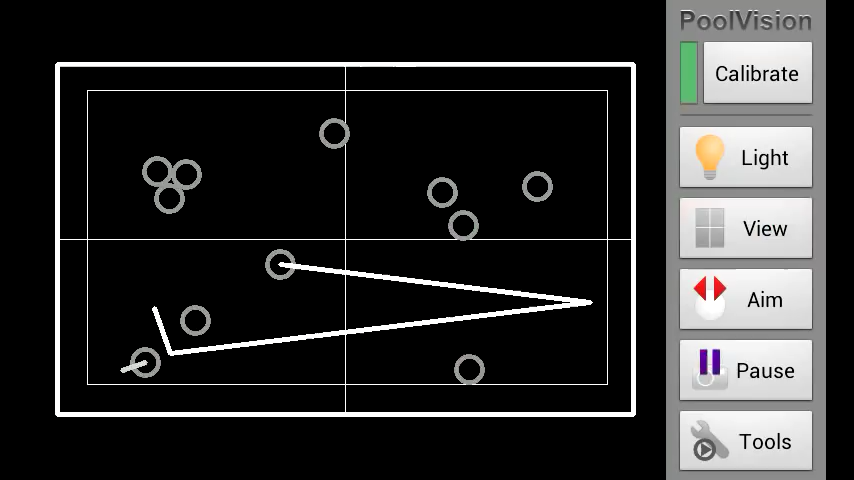 PoolVision
Calibrate
Light
View
Aim
Pause
Tools